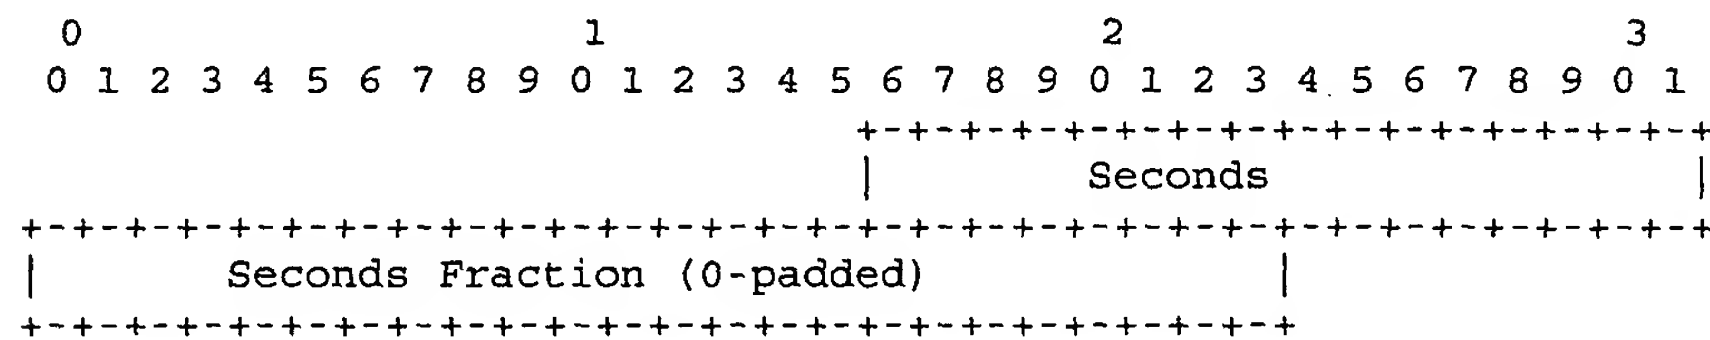 0                   1                   2                   3
0 1 2 3 4 5 6 7 8 9 0 1 2 3 4 5 6 7 8 9 0 1 2 3 4 5 6 7 8 9 0 1
+-+-+-+-+-+-+-+-+-+-+-+-+-+-+-+-+
|        Seconds                |
+-+-+-+-+-+-+-+-+-+-+-+-+-+-+-+-+-+-+-+-+-+-+-+-+-+-+-+-+-+-+-+-+
|       Seconds Fraction (0-padded)             |
+-+-+-+-+-+-+-+-+-+-+-+-+-+-+-+-+-+-+-+-+-+-+-+-+